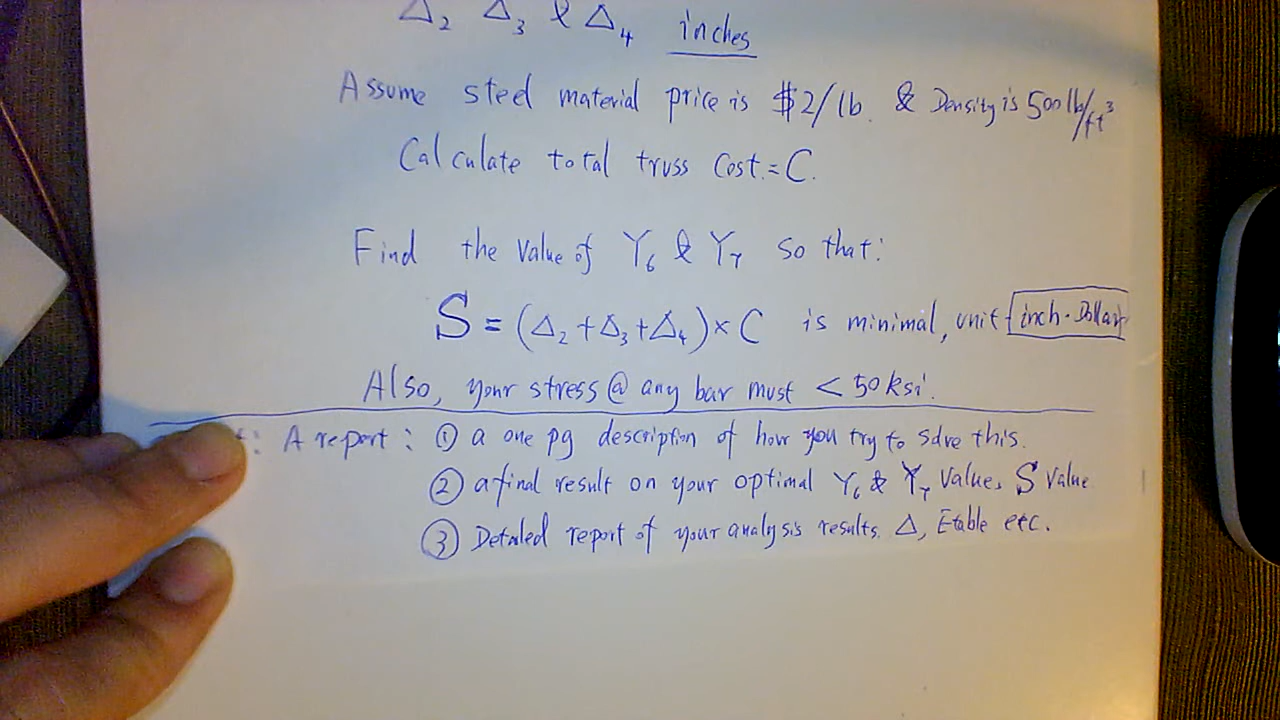 Δ2 Δ3 & Δ4 inches
Assume steel material price is $2/lb. & Density is 500 lb/ft³
Calculate total truss Cost = C.
Find the value of Y6 & Y7 so that:
S = (Δ2 + Δ3 + Δ4) × C is minimal, unit inch·Dollar
Also, your stress @ any bar must < 50 ksi.
: A report : ① a one pg description of how you try to solve this.
② a final result on your optimal Y6 & Y7 value, S value
③ Detailed report of your analysis results. Δ, Etable etc.